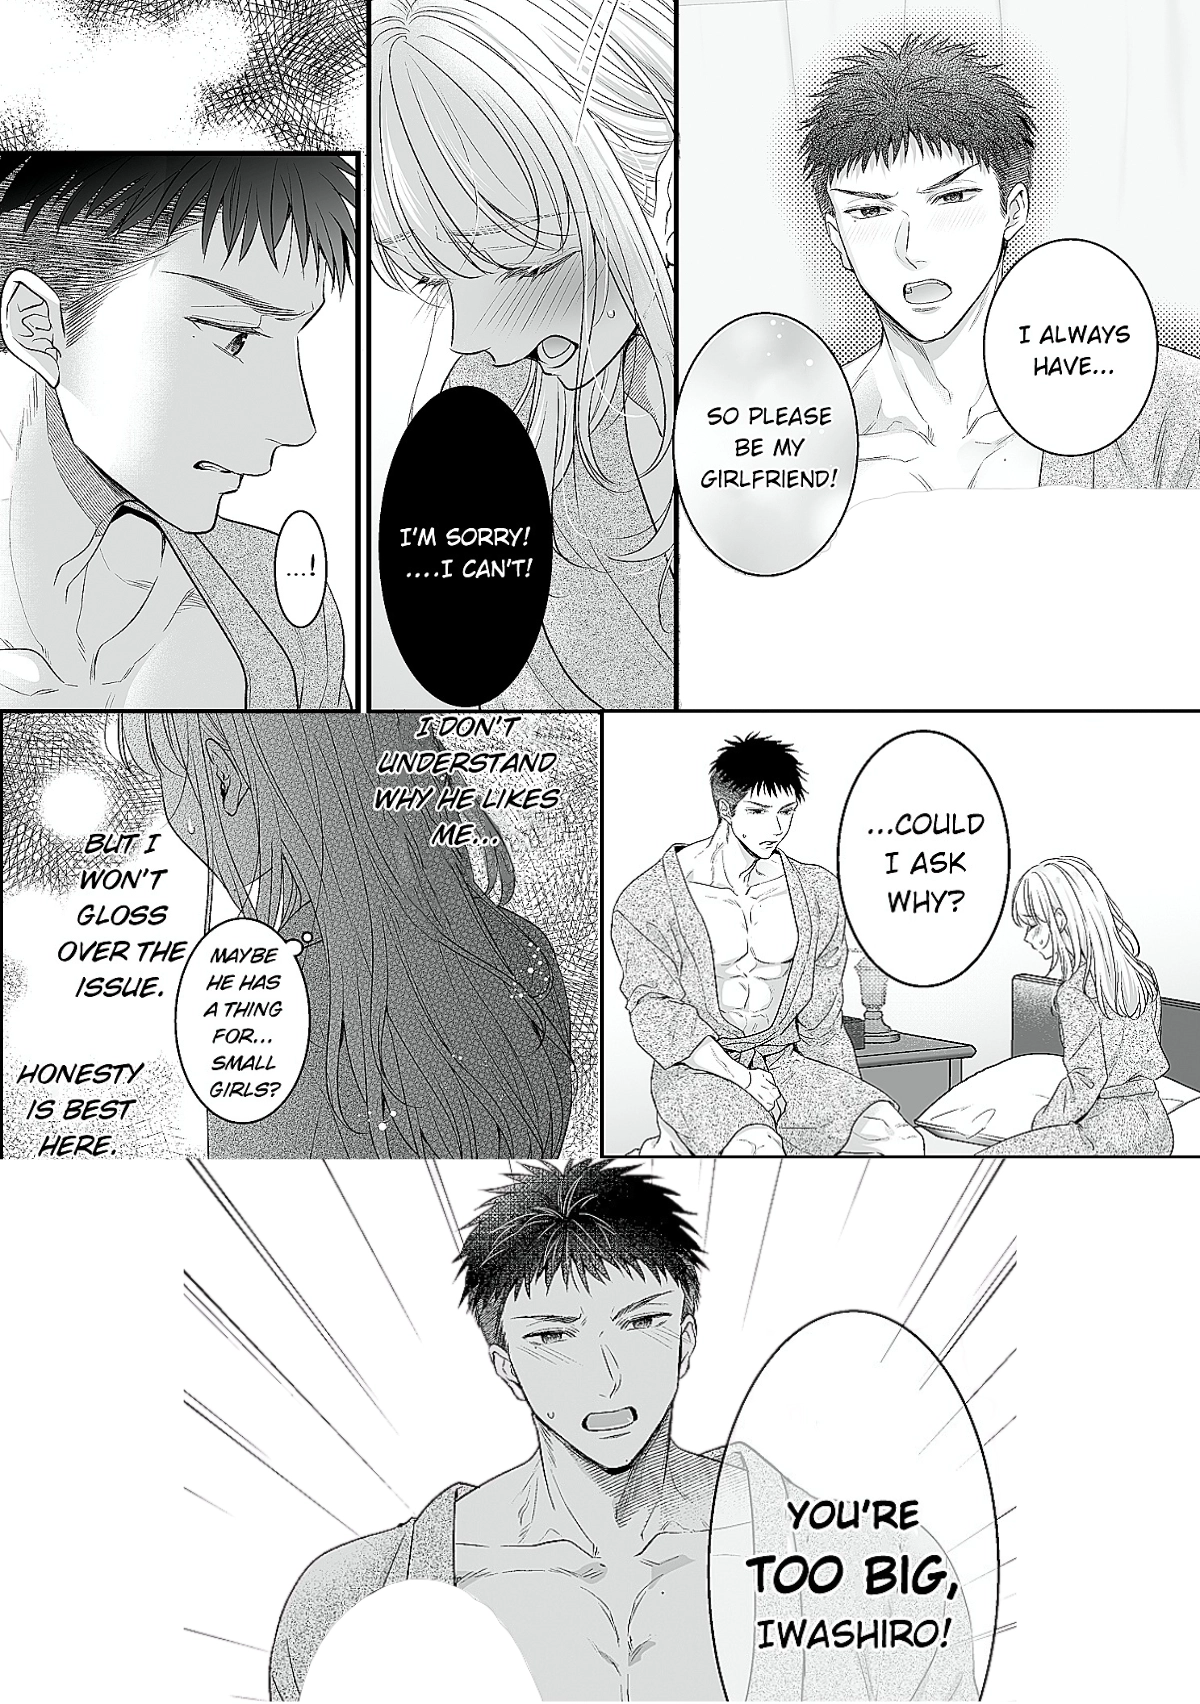 I ALWAYS
HAVE...
SO PLEASE
BE MY
GIRLFRIEND!
I'M SORRY!
....I CAN'T!
...!
...COULD
I ASK
WHY?
I DON'T
UNDERSTAND
WHY HE LIKES
ME...
MAYBE
HE HAS
A THING
FOR...
SMALL
GIRLS?
BUT I
WON'T
GLOSS
OVER THE
ISSUE.
HONESTY
IS BEST
HERE.
YOU'RE
TOO BIG,
IWASHIRO!